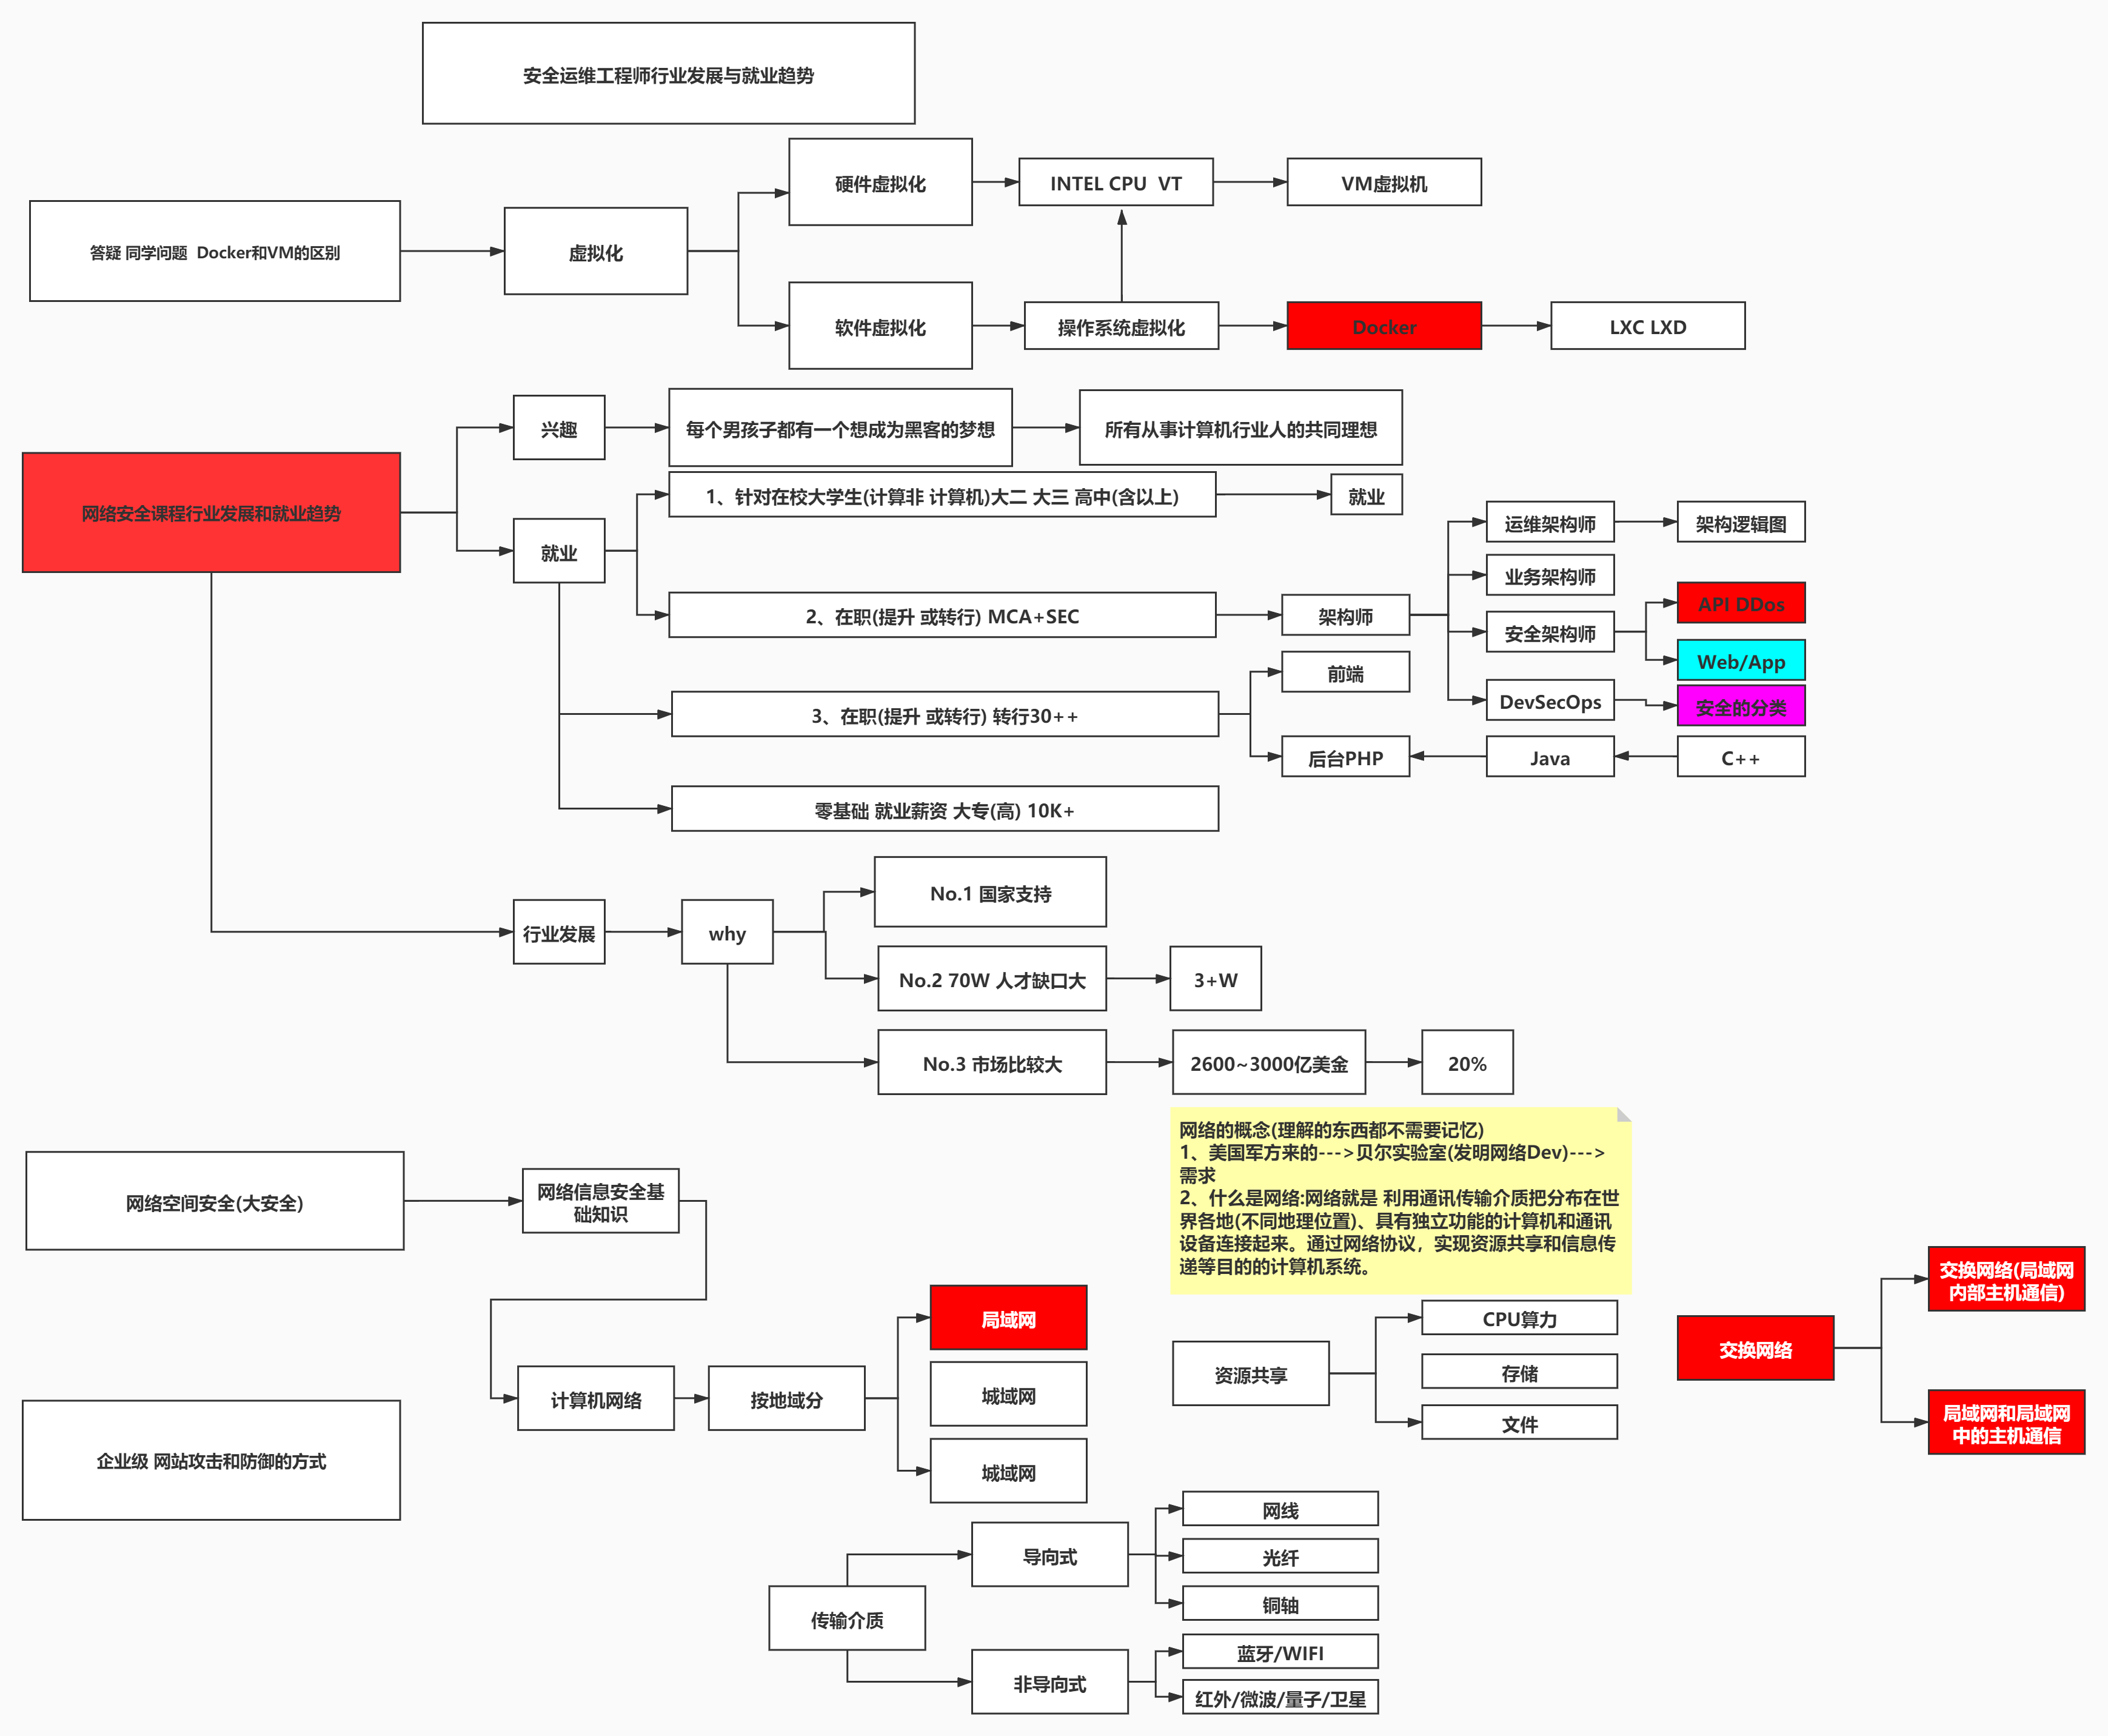 安全运维工程师行业发展与就业趋势
答疑 同学问题  Docker和VM的区别
虚拟化
硬件虚拟化
INTEL CPU  VT
VM虚拟机
软件虚拟化
操作系统虚拟化
Docker
LXC LXD
网络安全课程行业发展和就业趋势
兴趣
每个男孩子都有一个想成为黑客的梦想
所有从事计算机行业人的共同理想
就业
1、针对在校大学生(计算非 计算机)大二 大三 高中(含以上)
就业
2、在职(提升 或转行) MCA+SEC
架构师
运维架构师
架构逻辑图
业务架构师
安全架构师
API DDos
Web/App
DevSecOps
安全的分类
3、在职(提升 或转行) 转行30++
前端
后台PHP
Java
C++
零基础 就业薪资 大专(高) 10K+
行业发展
why
No.1 国家支持
No.2 70W 人才缺口大
3+W
No.3 市场比较大
2600~3000亿美金
20%
网络的概念(理解的东西都不需要记忆)
1、美国军方来的--->贝尔实验室(发明网络Dev)--->
需求
2、什么是网络:网络就是 利用通讯传输介质把分布在世
界各地(不同地理位置)、具有独立功能的计算机和通讯
设备连接起来。通过网络协议，实现资源共享和信息传
递等目的的计算机系统。
网络空间安全(大安全)
网络信息安全基
础知识
计算机网络
按地域分
局域网
城域网
城域网
资源共享
CPU算力
存储
文件
交换网络
交换网络(局域网
内部主机通信)
局域网和局域网
中的主机通信
企业级 网站攻击和防御的方式
传输介质
导向式
网线
光纤
铜轴
非导向式
蓝牙/WIFI
红外/微波/量子/卫星